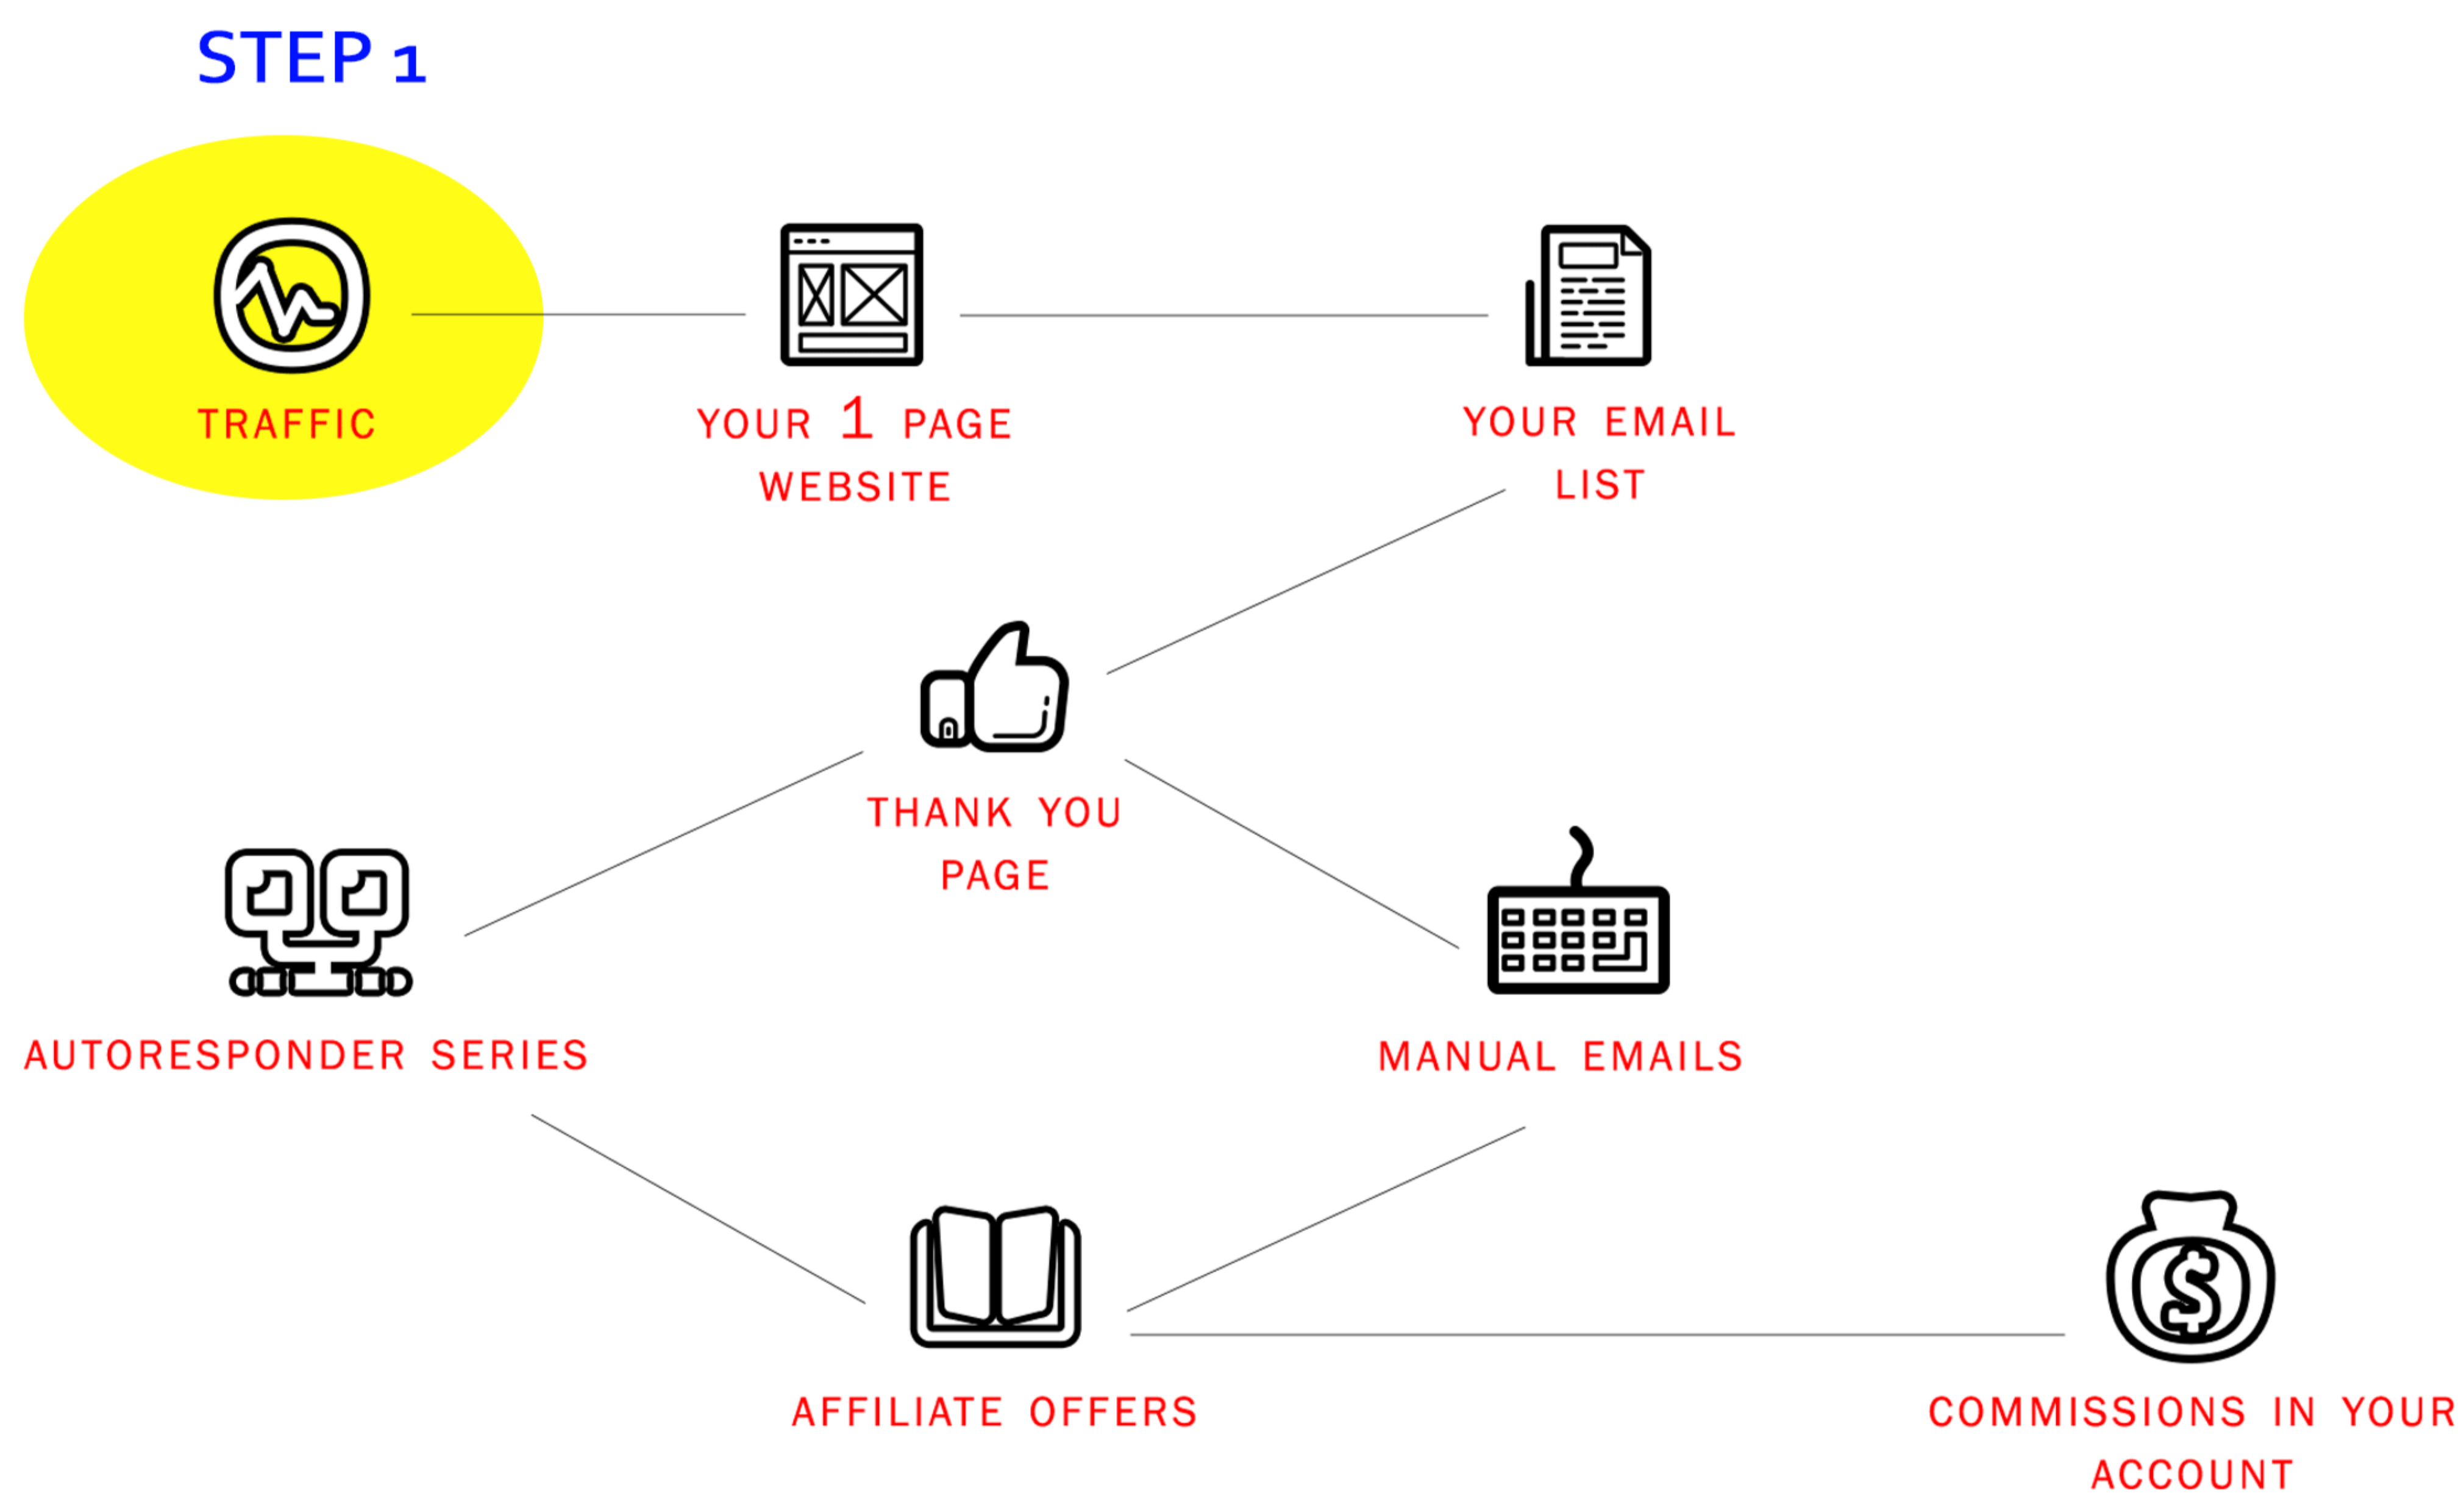 STEP 1
TRAFFIC
YOUR 1 PAGE
WEBSITE
YOUR EMAIL
LIST
THANK YOU
PAGE
AUTORESPONDER SERIES
MANUAL EMAILS
AFFILIATE OFFERS
COMMISSIONS IN YOUR
ACCOUNT